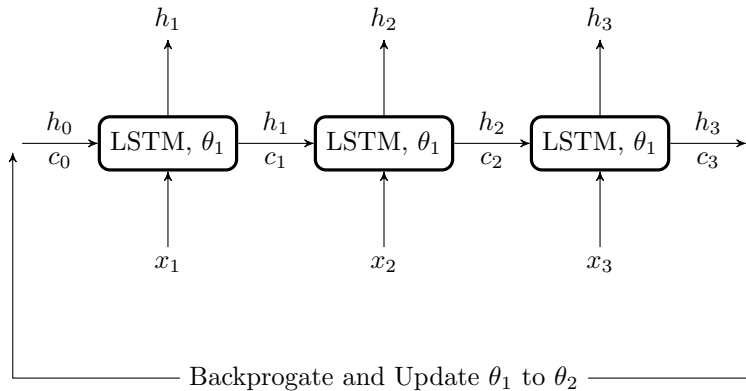 h₁ h₂ h₃
h₀ LSTM, θ₁ h₁ LSTM, θ₁ h₂ LSTM, θ₁ h₃
c₀ c₁ c₂ c₃
x₁ x₂ x₃
Backprogate and Update θ₁ to θ₂